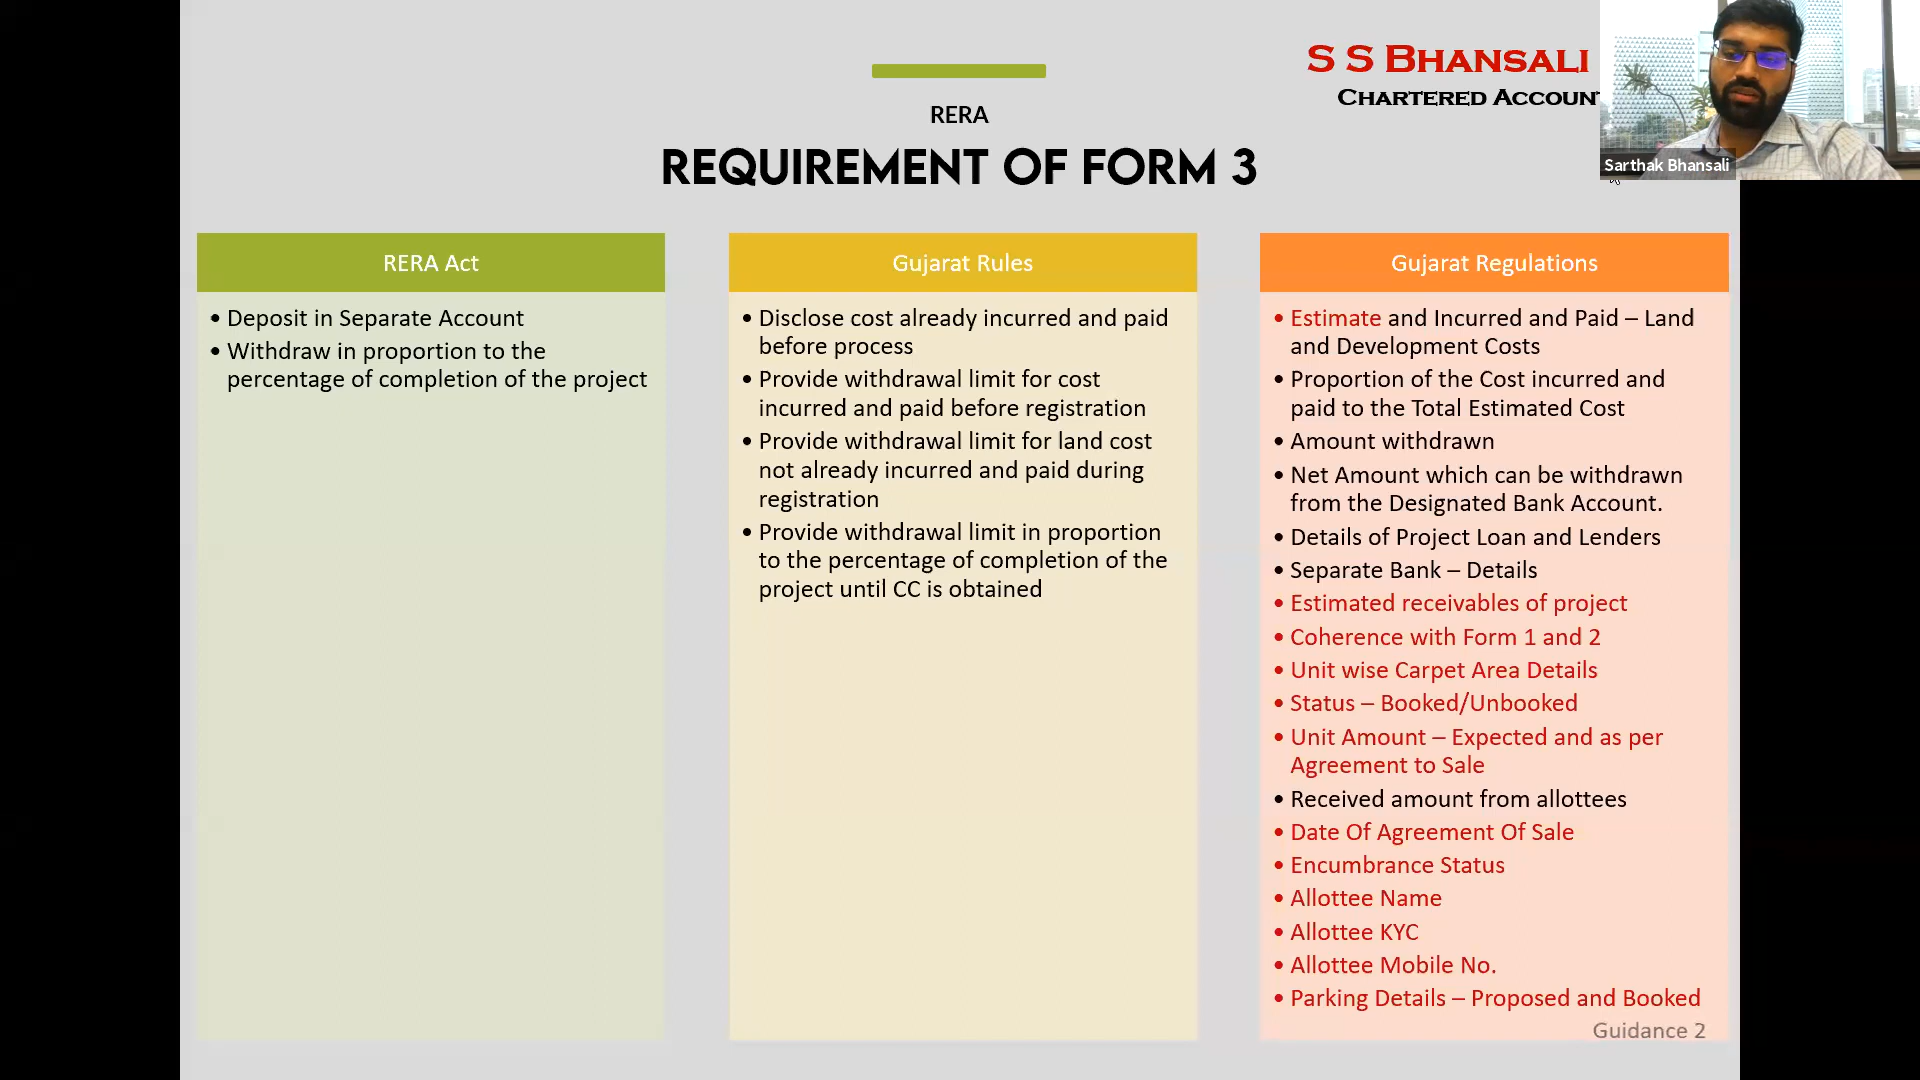 S S BHANSALI
CHARTERED ACCOUN
Sarthak Bhansali
RERA
REQUIREMENT OF FORM 3
RERA Act
• Deposit in Separate Account
• Withdraw in proportion to the
percentage of completion of the project
Gujarat Rules
• Disclose cost already incurred and paid
before process
• Provide withdrawal limit for cost
incurred and paid before registration
• Provide withdrawal limit for land cost
not already incurred and paid during
registration
• Provide withdrawal limit in proportion
to the percentage of completion of the
project until CC is obtained
Gujarat Regulations
• Estimate and Incurred and Paid – Land
and Development Costs
• Proportion of the Cost incurred and
paid to the Total Estimated Cost
• Amount withdrawn
• Net Amount which can be withdrawn
from the Designated Bank Account.
• Details of Project Loan and Lenders
• Separate Bank – Details
• Estimated receivables of project
• Coherence with Form 1 and 2
• Unit wise Carpet Area Details
• Status – Booked/Unbooked
• Unit Amount – Expected and as per
Agreement to Sale
• Received amount from allottees
• Date Of Agreement Of Sale
• Encumbrance Status
• Allottee Name
• Allottee KYC
• Allottee Mobile No.
• Parking Details – Proposed and Booked
Guidance 2